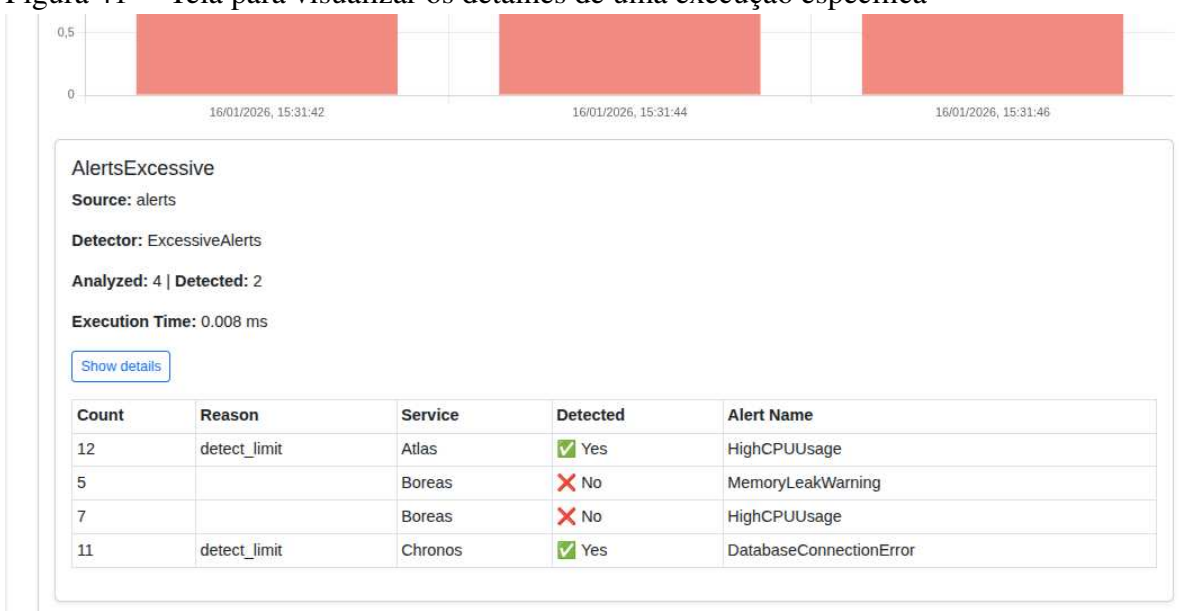 Figura 41 – Tela para visualizar os detalhes de uma execução específica
0,5
0
16/01/2026, 15:31:42 16/01/2026, 15:31:44 16/01/2026, 15:31:46
AlertsExcessive
Source: alerts
Detector: ExcessiveAlerts
Analyzed: 4 | Detected: 2
Execution Time: 0.008 ms
Show details
Count Reason Service Detected Alert Name
12 detect_limit Atlas ✅ Yes HighCPUUsage
5 Boreas ❌ No MemoryLeakWarning
7 Boreas ❌ No HighCPUUsage
11 detect_limit Chronos ✅ Yes DatabaseConnectionError